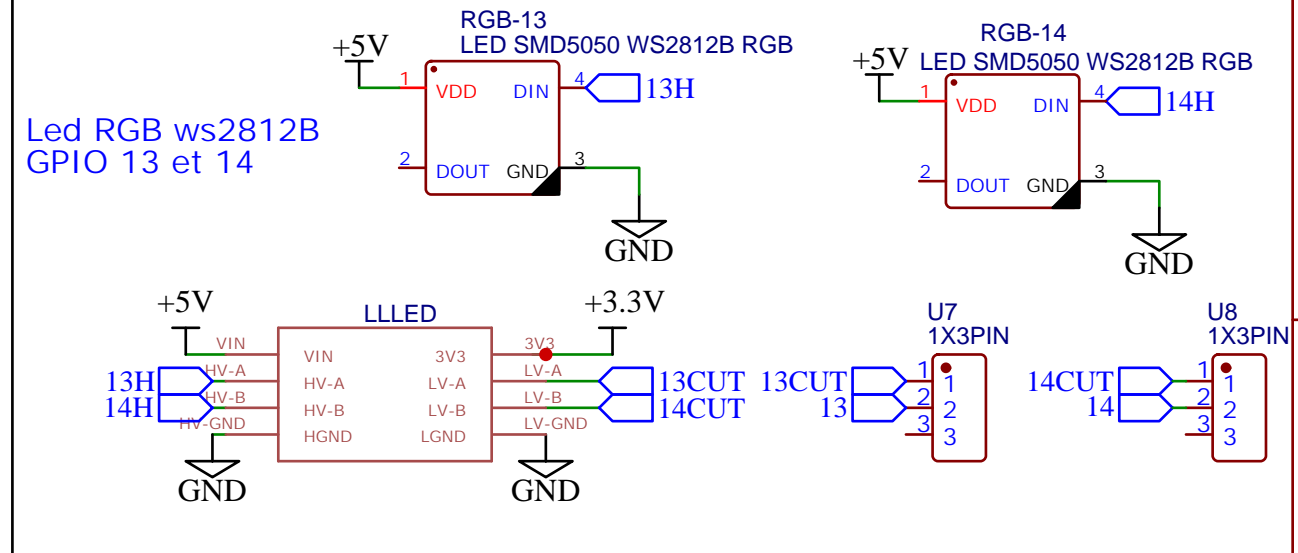 RGB-13
LED SMD5050 WS2812B RGB
+5V
1
VDD
DIN
4
13H
2
DOUT
GND
3
GND
RGB-14
LED SMD5050 WS2812B RGB
+5V
1
VDD
DIN
4
14H
2
DOUT
GND
3
GND
Led RGB ws2812B
GPIO 13 et 14
LLLED
+5V
+3.3V
VIN
VIN
3V3
3V3
13H
HV-A
HV-A
LV-A
LV-A
13CUT
14H
HV-B
HV-B
LV-B
LV-B
14CUT
HV-GND
HGND
LGND
LV-GND
GND
GND
U7
1X3PIN
13CUT
1
1
13
2
2
3
3
U8
1X3PIN
14CUT
1
1
14
2
2
3
3